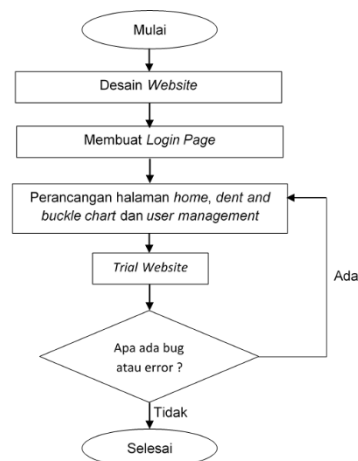 Mulai
Desain Website
Membuat Login Page
Perancangan halaman home, dent and
buckle chart dan user management
Trial Website
Ada
Apa ada bug
atau error ?
Tidak
Selesai